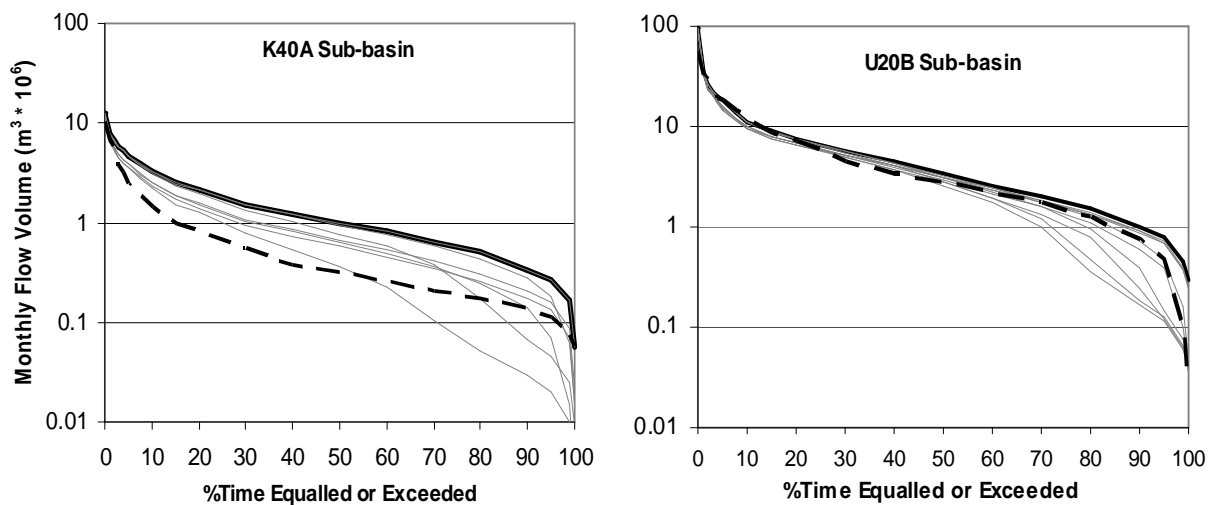 K40A Sub-basin
Monthly Flow Volume (m³ * 10⁶)
100
10
1
0.1
0.01
0 10 20 30 40 50 60 70 80 90 100
%Time Equalled or Exceeded
U20B Sub-basin
100
10
1
0.1
0.01
0 10 20 30 40 50 60 70 80 90 100
%Time Equalled or Exceeded